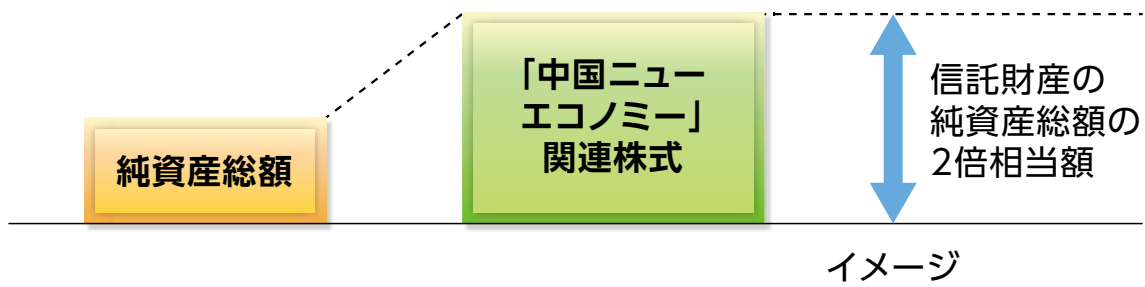 純資産総額
「中国ニュー
エコノミー」
関連株式
信託財産の
純資産総額の
2倍相当額
イメージ